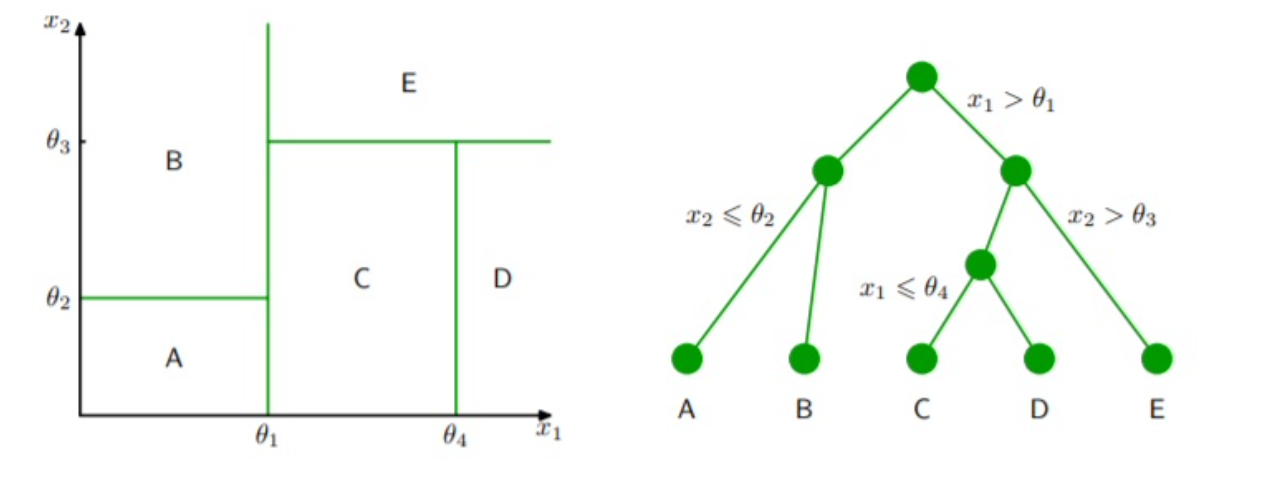 x₂
E
θ₃
B
C
D
θ₂
A
θ₁
θ₄
x₁
x₁ > θ₁
x₂ ⩽ θ₂
x₂ > θ₃
x₁ ⩽ θ₄
A B C D E